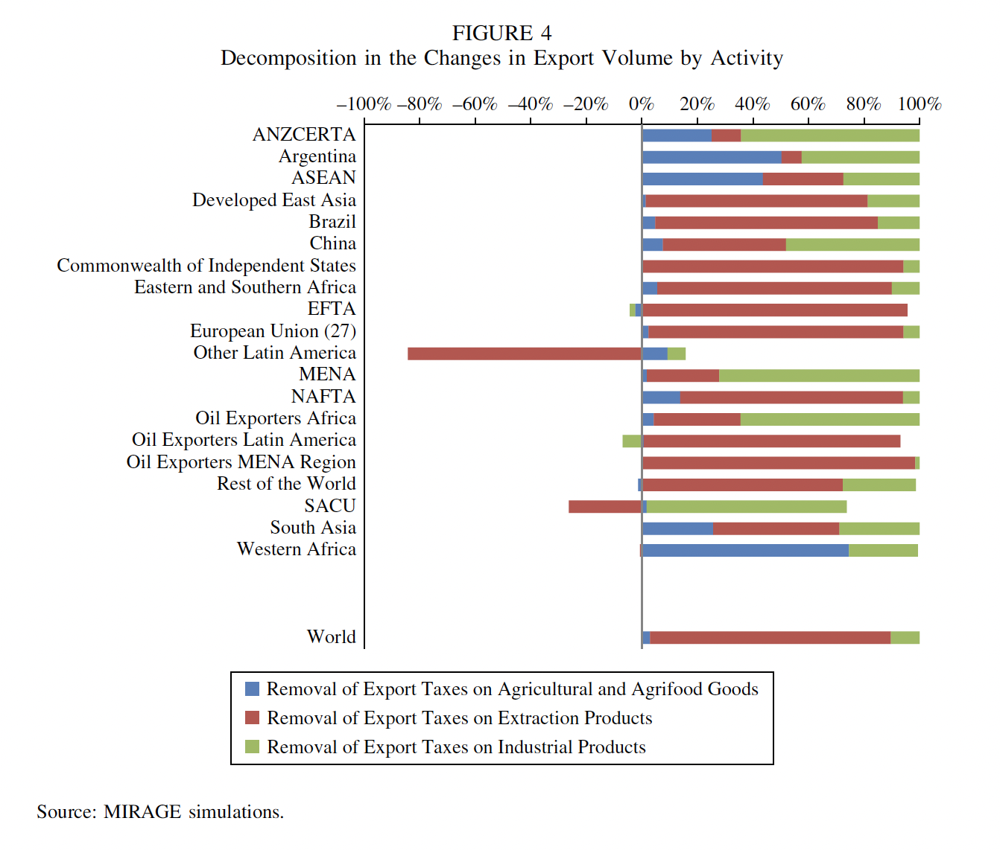 FIGURE 4
Decomposition in the Changes in Export Volume by Activity
–100% –80% –60% –40% –20% 0% 20% 40% 60% 80% 100%
ANZCERTA
Argentina
ASEAN
Developed East Asia
Brazil
China
Commonwealth of Independent States
Eastern and Southern Africa
EFTA
European Union (27)
Other Latin America
MENA
NAFTA
Oil Exporters Africa
Oil Exporters Latin America
Oil Exporters MENA Region
Rest of the World
SACU
South Asia
Western Africa
World
Removal of Export Taxes on Agricultural and Agrifood Goods
Removal of Export Taxes on Extraction Products
Removal of Export Taxes on Industrial Products
Source: MIRAGE simulations.